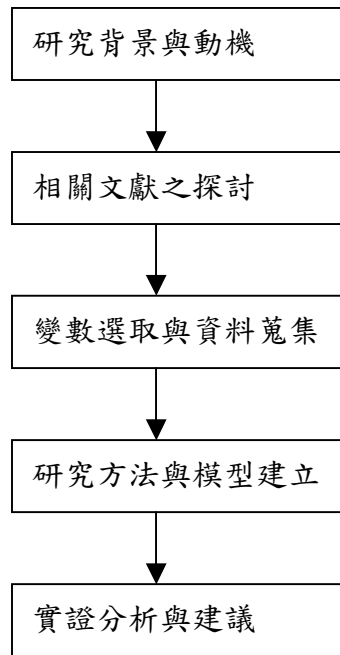 研究背景與動機
相關文獻之探討
變數選取與資料蒐集
研究方法與模型建立
實證分析與建議